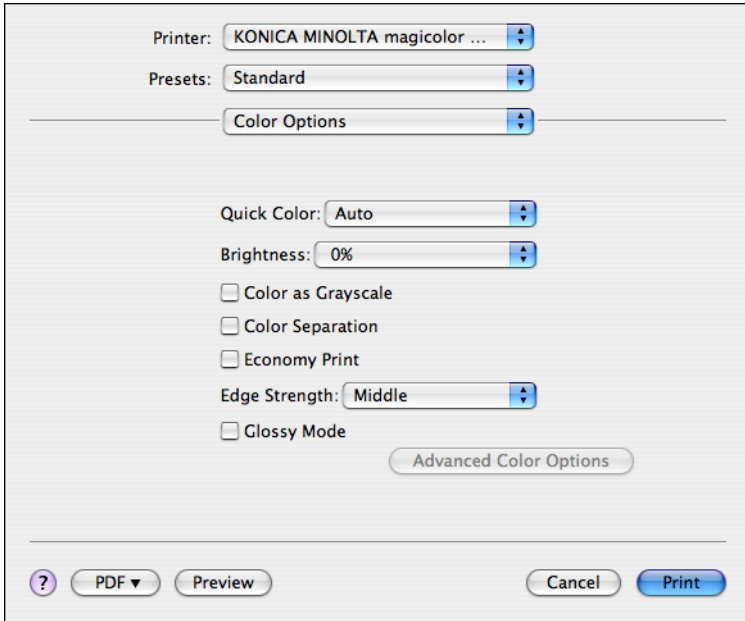 Printer: KONICA MINOLTA magicolor ...
Presets: Standard
Color Options
Quick Color: Auto
Brightness: 0%
Color as Grayscale
Color Separation
Economy Print
Edge Strength: Middle
Glossy Mode
Advanced Color Options
? PDF ▼ Preview Cancel Print